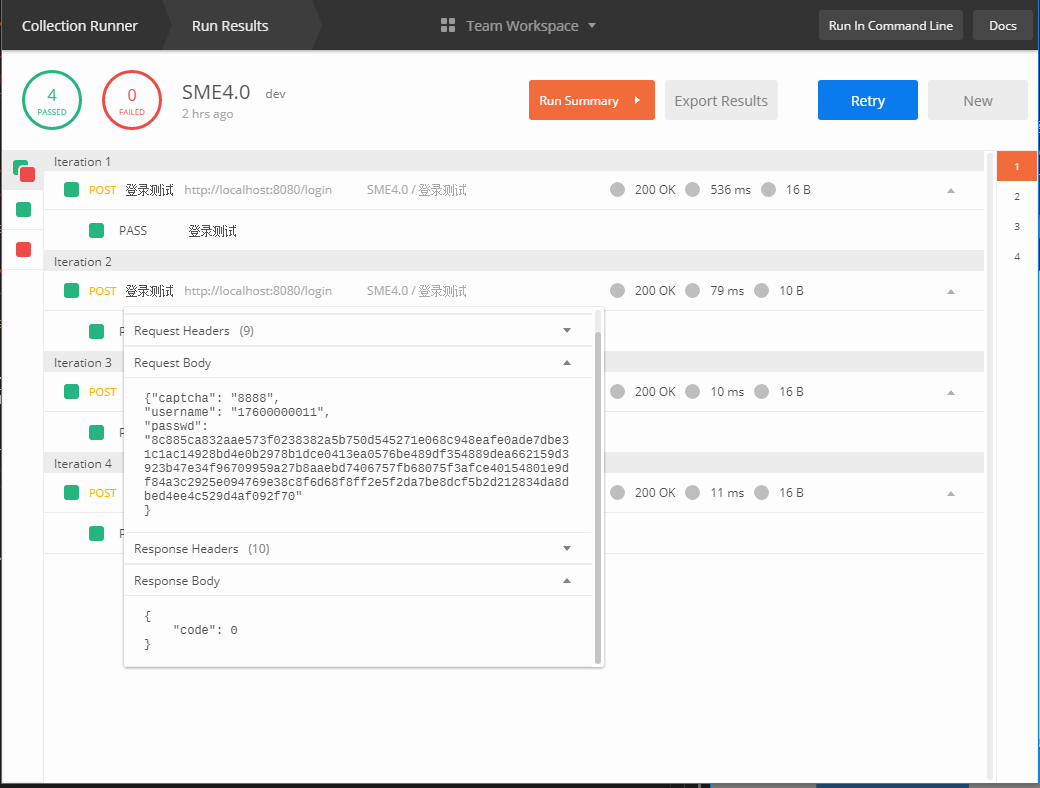 Collection Runner
Run Results
Team Workspace
Run In Command Line
Docs
4
PASSED
0
FAILED
SME4.0 dev
2 hrs ago
Run Summary
Export Results
Retry
New
Iteration 1
POST 登录测试 http://localhost:8080/login SME4.0 / 登录测试 200 OK 536 ms 16 B
PASS 登录测试
Iteration 2
POST 登录测试 http://localhost:8080/login SME4.0 / 登录测试 200 OK 79 ms 10 B
Request Headers (9)
Request Body
{"captcha": "8888",
"username": "17600000011",
"passwd":
"8c885ca832aae573f0238382a5b750d545271e068c948eafe0ade7dbe3
1c1ac14928bd4e0b2978b1dce0413ea0576be489df354889dea662159d3
923b47e34f96709959a27b8aaebd7406757fb68075f3afce40154801e9d
f84a3c2925e094769e38c8f6d68f8ff2e5f2da7be8dcf5b2d212834da8d
bed4ee4c529d4af092f70"
}
Response Headers (10)
Response Body
{
"code": 0
}
Iteration 3
POST 200 OK 10 ms 16 B
Iteration 4
POST 200 OK 11 ms 16 B
1
2
3
4